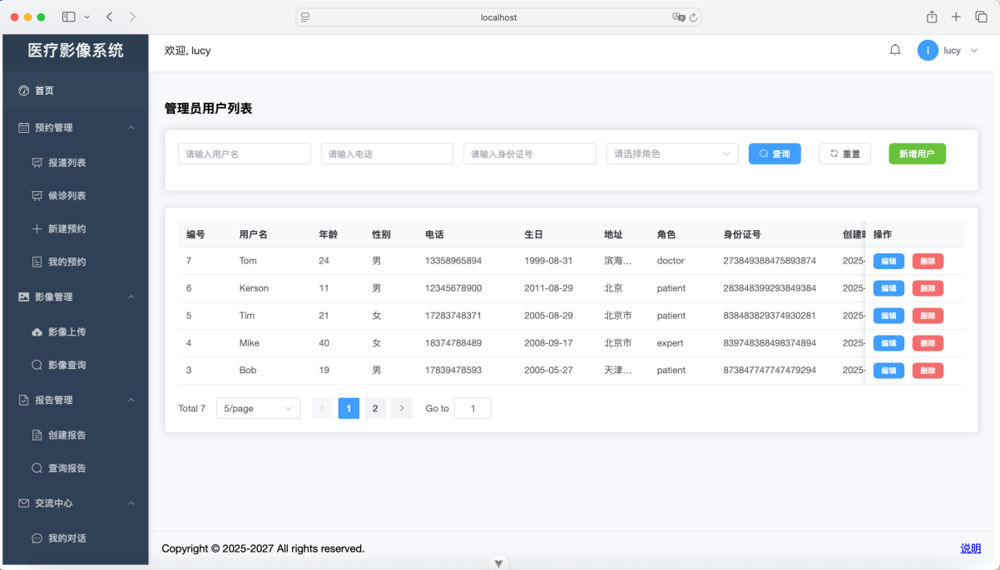 localhost
医疗影像系统
欢迎, lucy
l lucy
首页
预约管理
报道列表
候诊列表
新建预约
我的预约
影像管理
影像上传
影像查询
报告管理
创建报告
查询报告
交流中心
我的对话
管理员用户列表
请输入用户名 请输入电话 请输入身份证号 请选择角色 查询 重置 新增用户
编号 用户名 年龄 性别 电话 生日 地址 角色 身份证号 创建 操作
7 Tom 24 男 13358965894 1999-08-31 滨海... doctor 273849388475893874 2025- 编辑 删除
6 Kerson 11 男 12345678900 2011-08-29 北京 patient 283848399293849384 2025- 编辑 删除
5 Tim 21 女 17283748371 2005-08-29 北京市 patient 838483829374930281 2025- 编辑 删除
4 Mike 40 女 18374788489 2008-09-17 北京市 expert 839748388498374894 2025- 编辑 删除
3 Bob 19 男 17839478593 2005-05-27 天津... patient 873847747747479294 2025- 编辑 删除
Total 7 5/page 1 2 Go to 1
Copyright © 2025-2027 All rights reserved. 说明